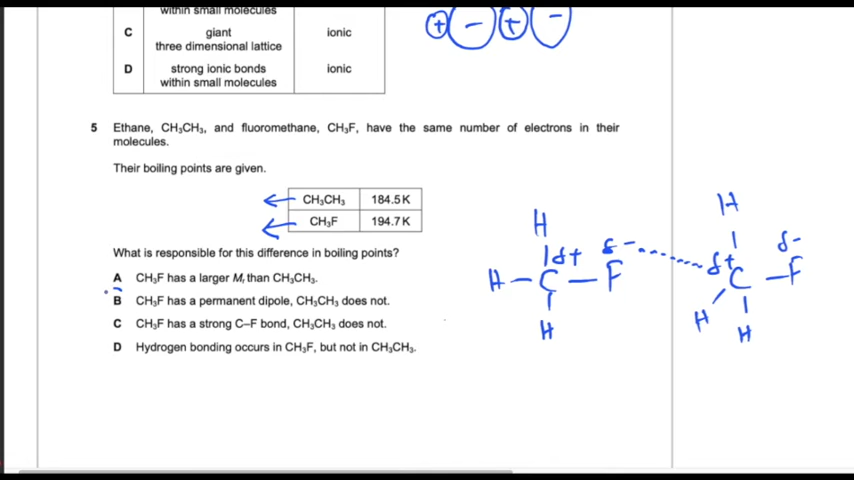 within small molecules
C giant ionic
three dimensional lattice
D strong ionic bonds ionic
within small molecules
+ − + −
5 Ethane, CH₃CH₃, and fluoromethane, CH₃F, have the same number of electrons in their
molecules.
Their boiling points are given.
CH₃CH₃ 184.5K
CH₃F 194.7K
What is responsible for this difference in boiling points?
A CH₃F has a larger Mᵣ than CH₃CH₃.
B CH₃F has a permanent dipole, CH₃CH₃ does not.
C CH₃F has a strong C–F bond, CH₃CH₃ does not.
D Hydrogen bonding occurs in CH₃F, but not in CH₃CH₃.
H
δ+ δ−
H – C – F
H
H
δ+ δ−
C – F
H H